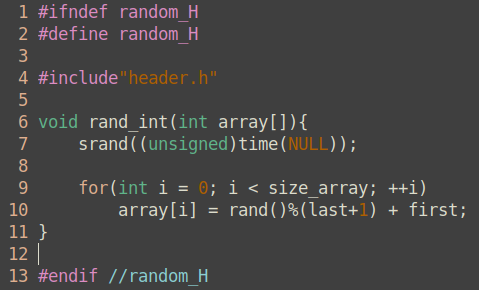 1 #ifndef random_H
2 #define random_H
3
4 #include"header.h"
5
6 void rand_int(int array[]){
7     srand((unsigned)time(NULL));
8
9     for(int i = 0; i < size_array; ++i)
10         array[i] = rand()%(last+1) + first;
11 }
12
13 #endif //random_H